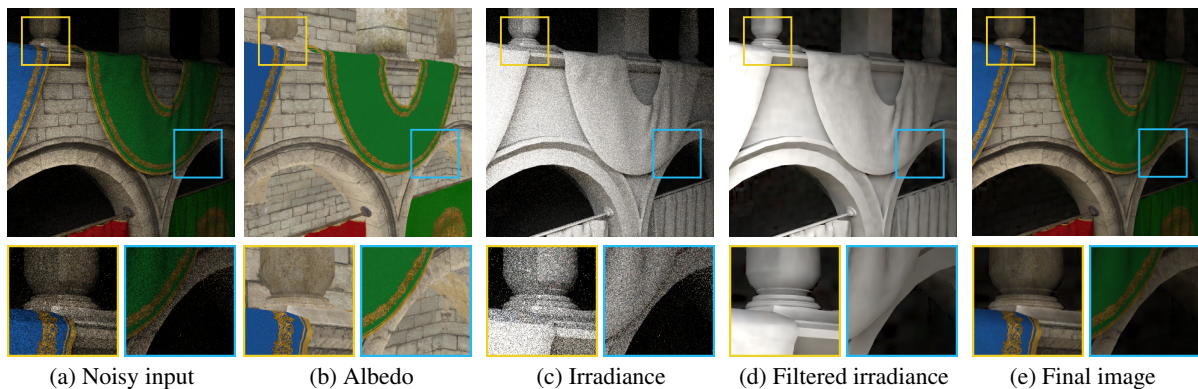 (a) Noisy input
(b) Albedo
(c) Irradiance
(d) Filtered irradiance
(e) Final image